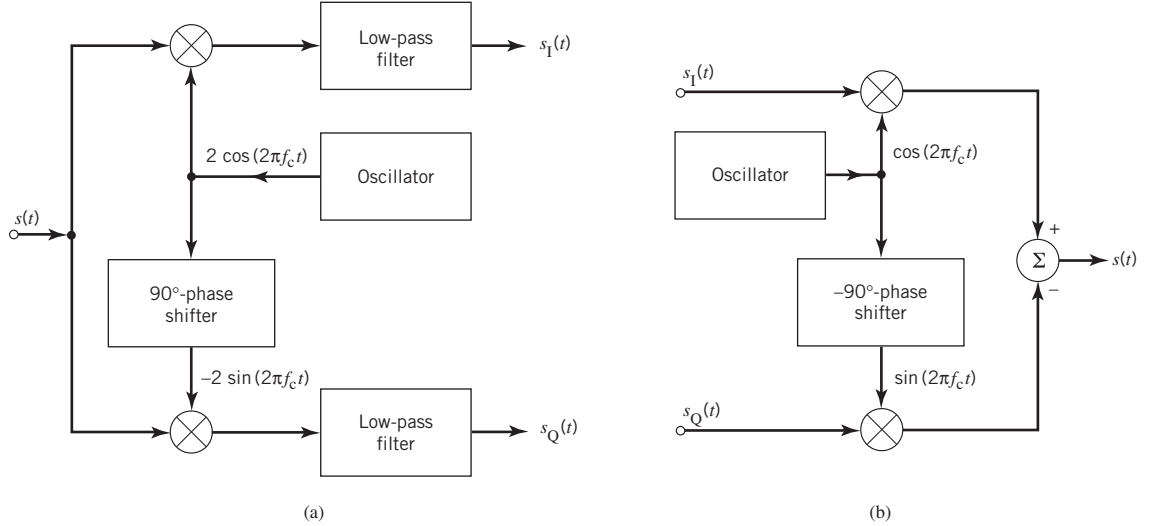 Low-pass
filter
s_I(t)
2 cos (2πf_c t)
Oscillator
s(t)
90°-phase
shifter
–2 sin (2πf_c t)
Low-pass
filter
s_Q(t)
(a)
s_I(t)
Oscillator
cos (2πf_c t)
+
Σ
s(t)
–
–90°-phase
shifter
sin (2πf_c t)
s_Q(t)
(b)